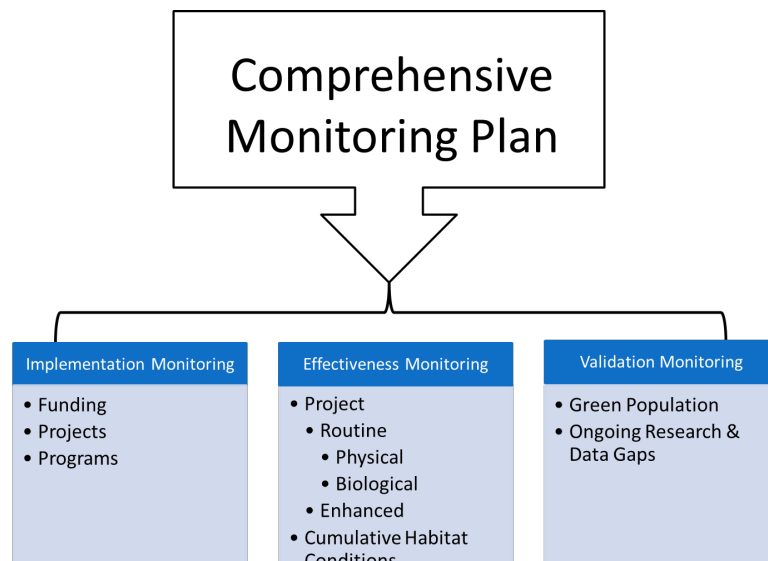 Comprehensive
Monitoring Plan
Implementation Monitoring
• Funding
• Projects
• Programs
Effectiveness Monitoring
• Project
• Routine
• Physical
• Biological
• Enhanced
• Cumulative Habitat
Conditions
Validation Monitoring
• Green Population
• Ongoing Research &
Data Gaps